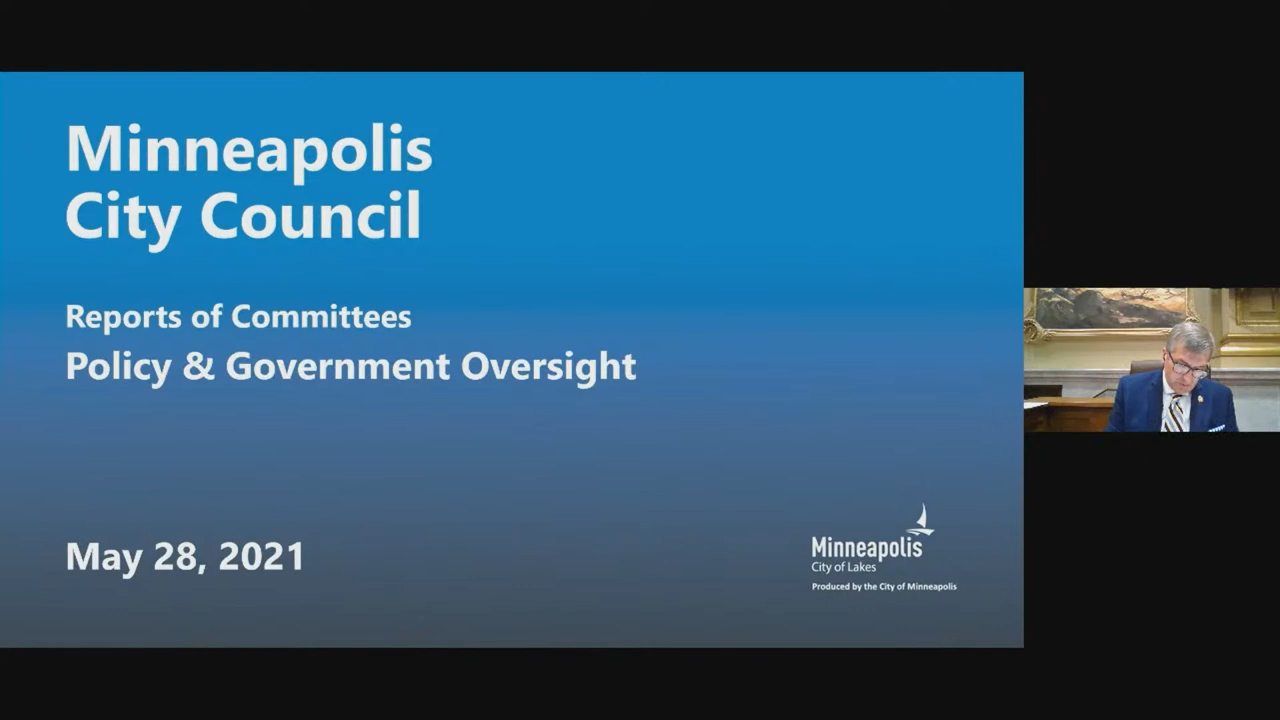 Minneapolis
City Council
Reports of Committees
Policy & Government Oversight
May 28, 2021
Minneapolis
City of Lakes
Produced by the City of Minneapolis